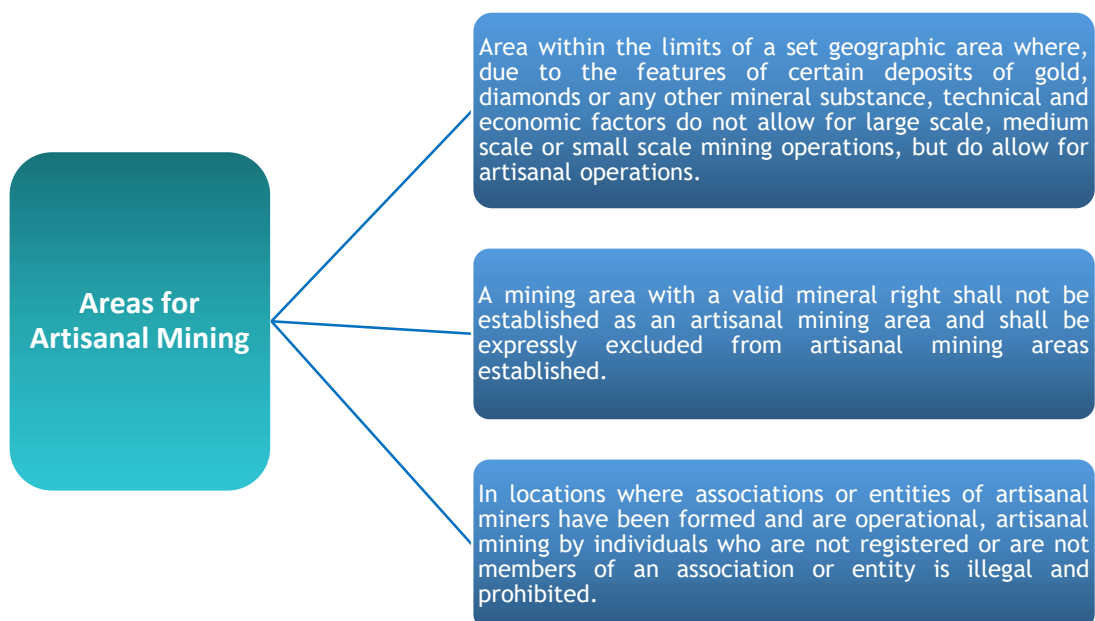 Areas for
Artisanal Mining
Area within the limits of a set geographic area where,
due to the features of certain deposits of gold,
diamonds or any other mineral substance, technical and
economic factors do not allow for large scale, medium
scale or small scale mining operations, but do allow for
artisanal operations.
A mining area with a valid mineral right shall not be
established as an artisanal mining area and shall be
expressly excluded from artisanal mining areas
established.
In locations where associations or entities of artisanal
miners have been formed and are operational, artisanal
mining by individuals who are not registered or are not
members of an association or entity is illegal and
prohibited.